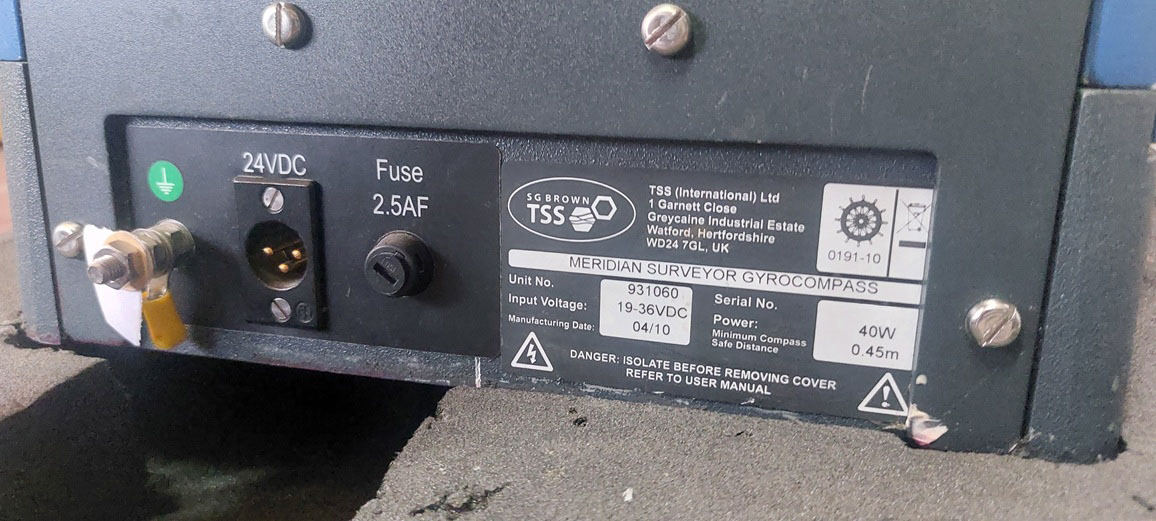 24VDC
Fuse
2.5AF
SG BROWN
TSS
TSS (International) Ltd
1 Garnett Close
Greycaine Industrial Estate
Watford, Hertfordshire
WD24 7GL, UK
0191-10
MERIDIAN SURVEYOR GYROCOMPASS
Unit No. 931060
Serial No.
Input Voltage: 19-36VDC
Power: 40W
Manufacturing Date: 04/10
Minimum Compass
Safe Distance 0.45m
DANGER: ISOLATE BEFORE REMOVING COVER
REFER TO USER MANUAL